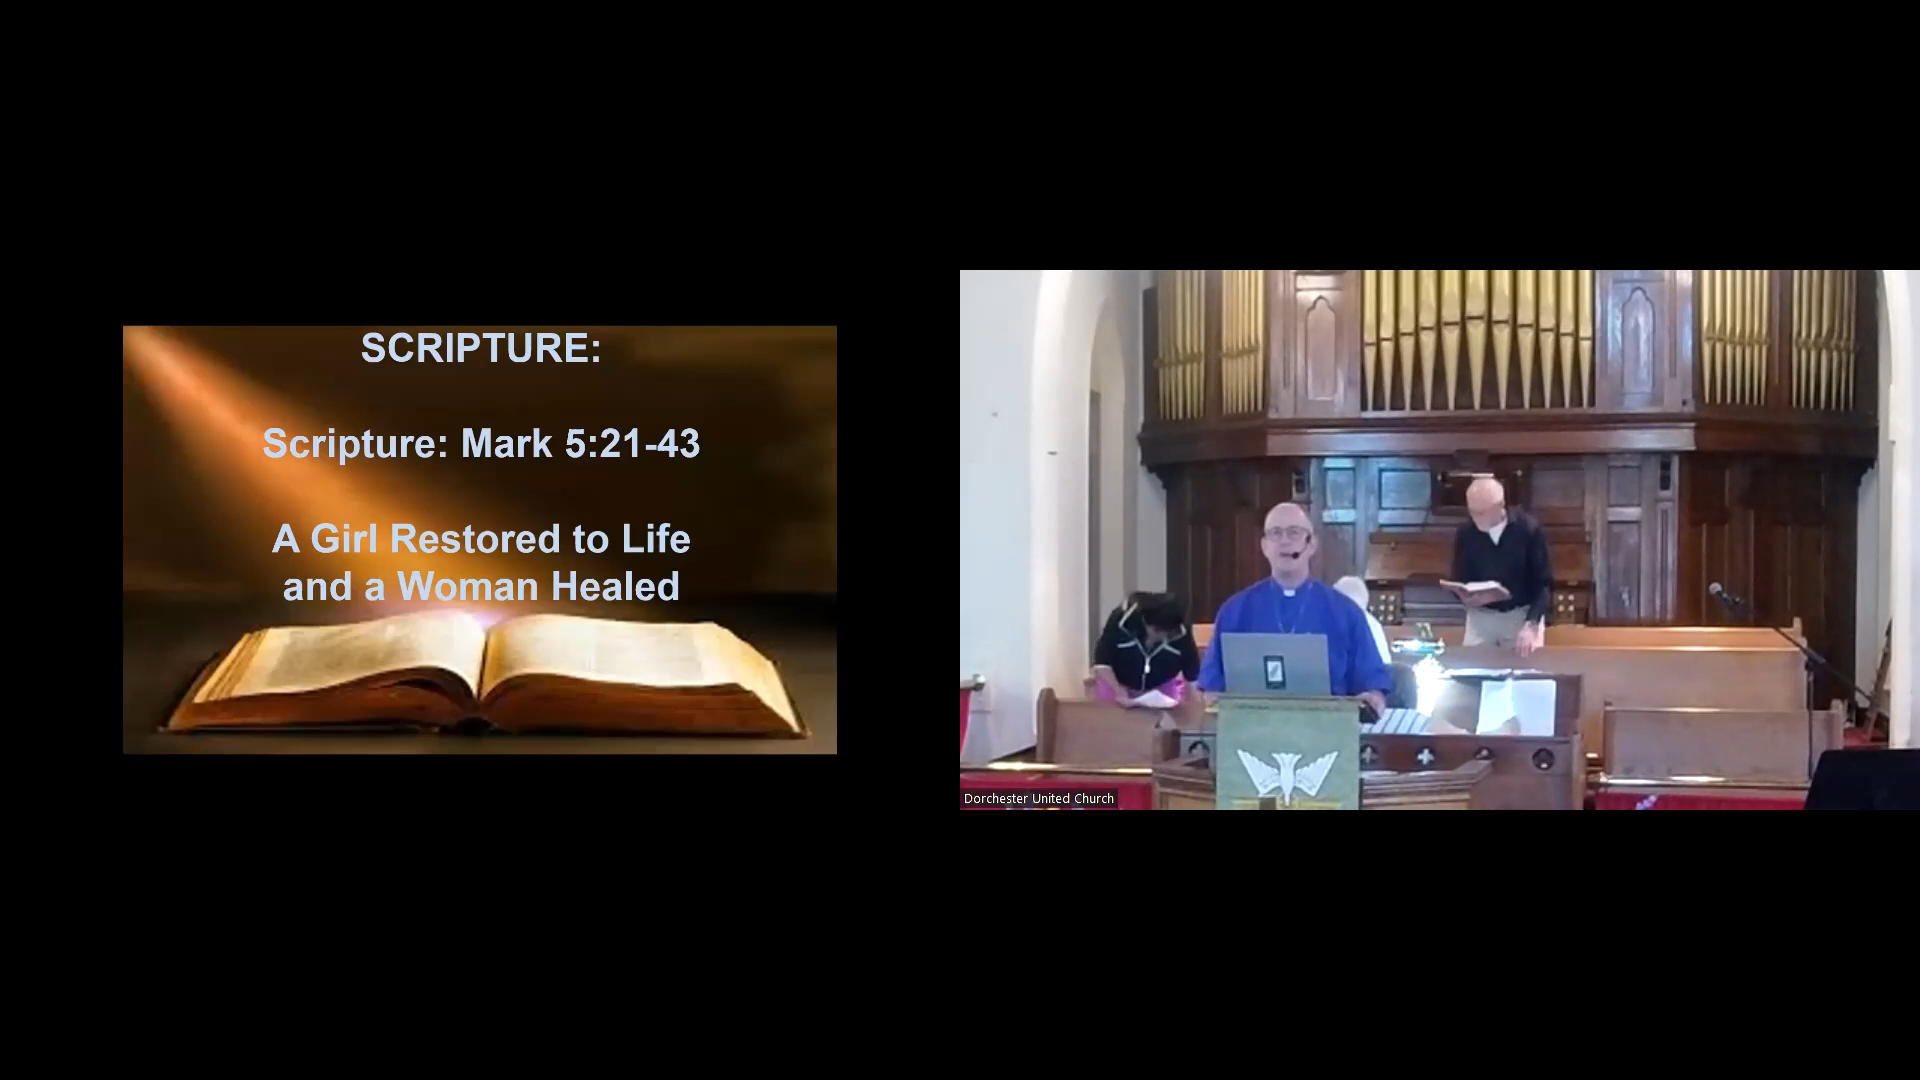 SCRIPTURE:
Scripture: Mark 5:21-43
A Girl Restored to Life
and a Woman Healed
Dorchester United Church